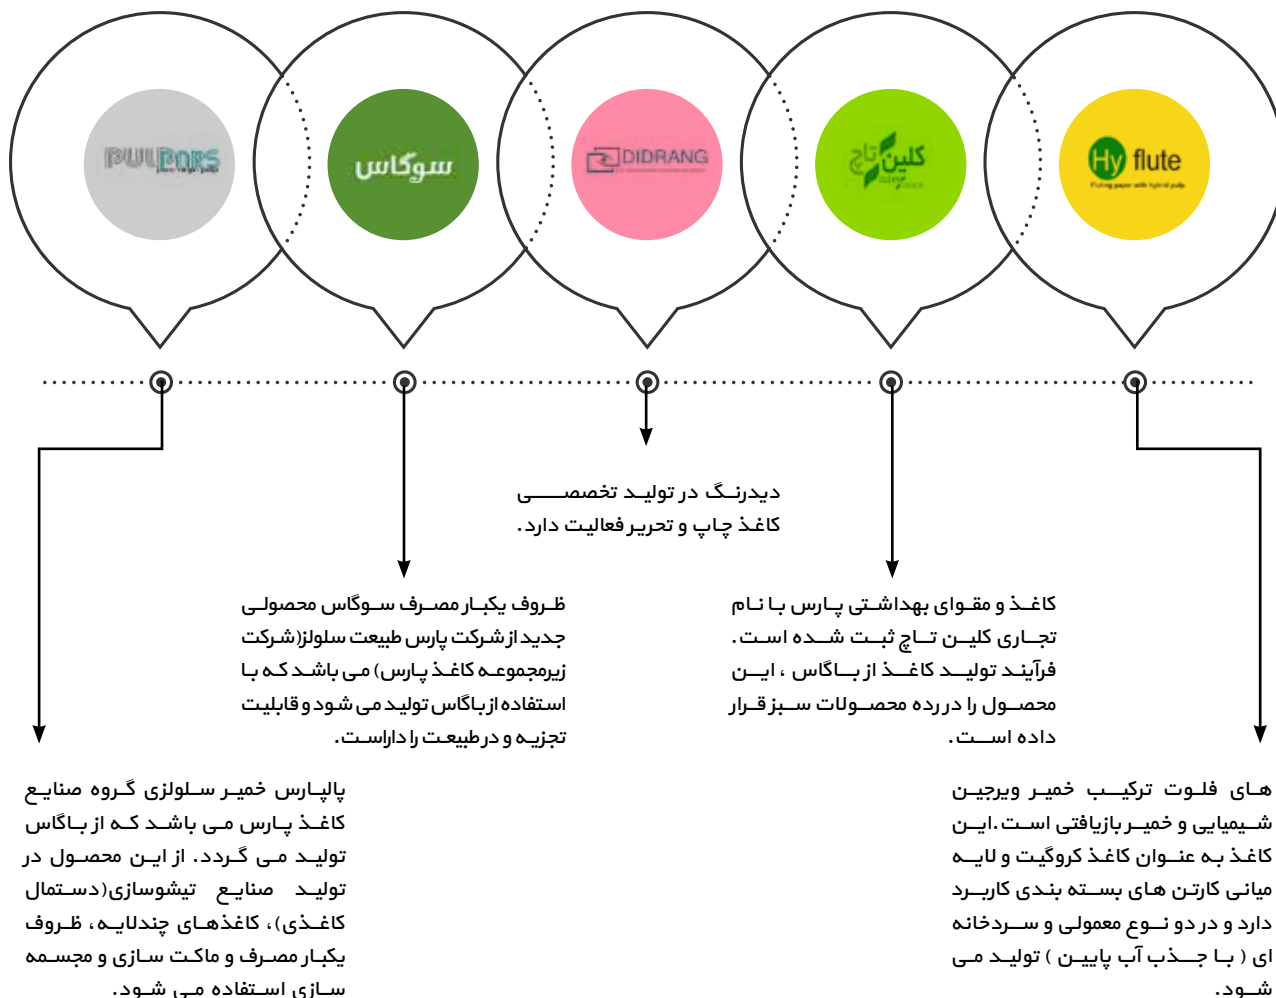 PULPARS
سوگاس
DIDRANG
کلین تاچ
Hy flute
Fluting paper with hybrid pulp
دیدرنگ در تولید تخصصی
کاغذ چاپ و تحریر فعالیت دارد.
ظروف یکبار مصرف سوگاس محصولی
جدید از شرکت پارس طبیعت سلولز(شرکت
زیرمجموعه کاغذ پارس) می باشد که با
استفاده از باگاس تولید می شود و قابلیت
تجزیه و در طبیعت را داراست.
کاغذ و مقوای بهداشتی پارس با نام
تجاری کلین تاچ ثبت شده است.
فرآیند تولید کاغذ از باگاس ، این
محصول را در رده محصولات سبز قرار
داده است.
پالپارس خمیر سلولزی گروه صنایع
کاغذ پارس می باشد که از باگاس
تولید می گردد. از این محصول در
تولید صنایع تیشوسازی(دستمال
کاغذی)، کاغذهای چندلایه، ظروف
یکبار مصرف و ماکت سازی و مجسمه
سازی استفاده می شود.
های فلوت ترکیب خمیر ویرجین
شیمیایی و خمیر بازیافتی است.این
کاغذ به عنوان کاغذ کروگیت و لایه
میانی کارتن های بسته بندی کاربرد
دارد و در دو نوع معمولی و سردخانه
ای ( با جذب آب پایین ) تولید می
شود.